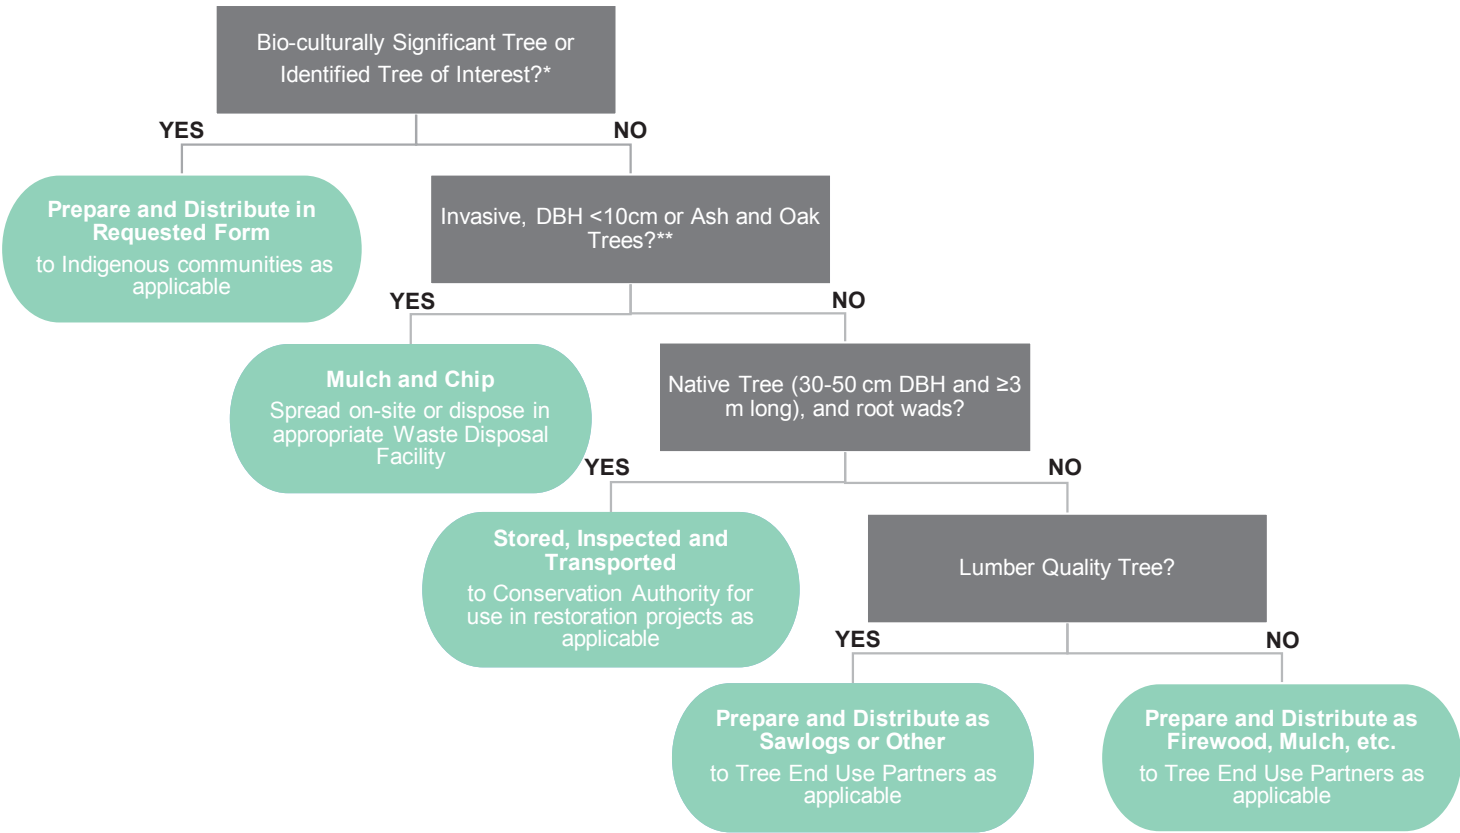 Bio-culturally Significant Tree or
Identified Tree of Interest?*
YES
NO
Prepare and Distribute in
Requested Form
to Indigenous communities as
applicable
Invasive, DBH <10cm or Ash and Oak
Trees?**
YES
NO
Mulch and Chip
Spread on-site or dispose in
appropriate Waste Disposal
Facility
Native Tree (30-50 cm DBH and ≥3
m long), and root wads?
YES
NO
Stored, Inspected and
Transported
to Conservation Authority for
use in restoration projects as
applicable
Lumber Quality Tree?
YES
NO
Prepare and Distribute as
Sawlogs or Other
to Tree End Use Partners as
applicable
Prepare and Distribute as
Firewood, Mulch, etc.
to Tree End Use Partners as
applicable